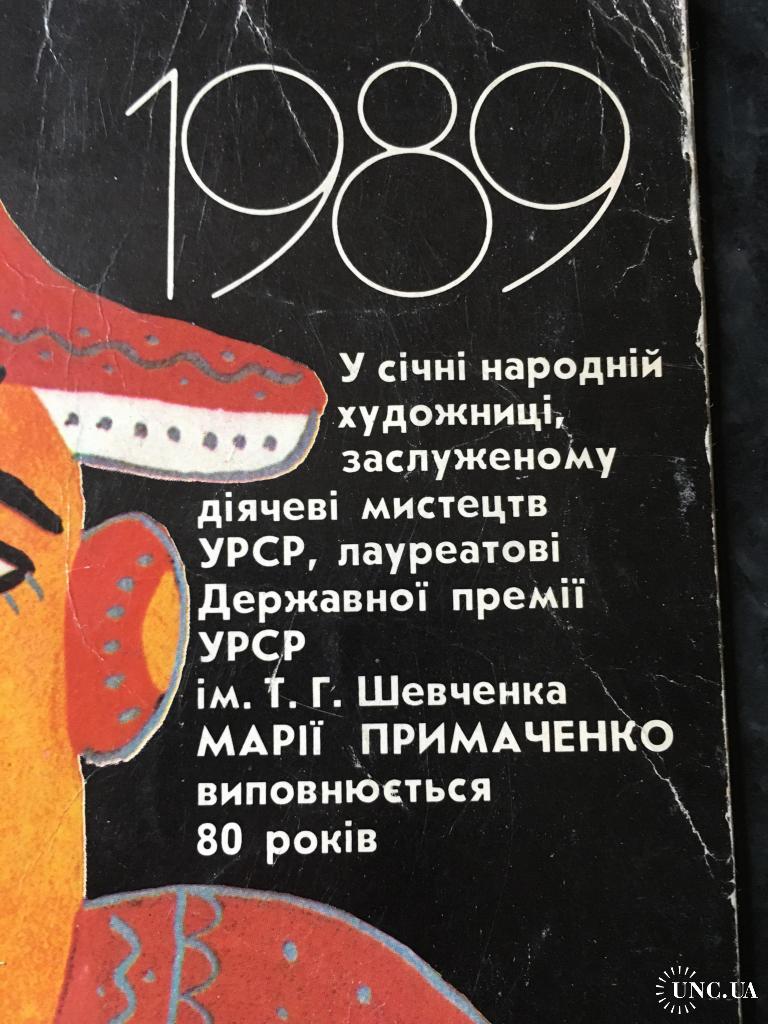 1989
У січні народній
художниці,
заслуженому
діячеві мистецтв
УРСР, лауреатові
Державної премії
УРСР
ім. Т. Г. Шевченка
МАРІЇ ПРИМАЧЕНКО
виповнюється
80 років
UNC.UA